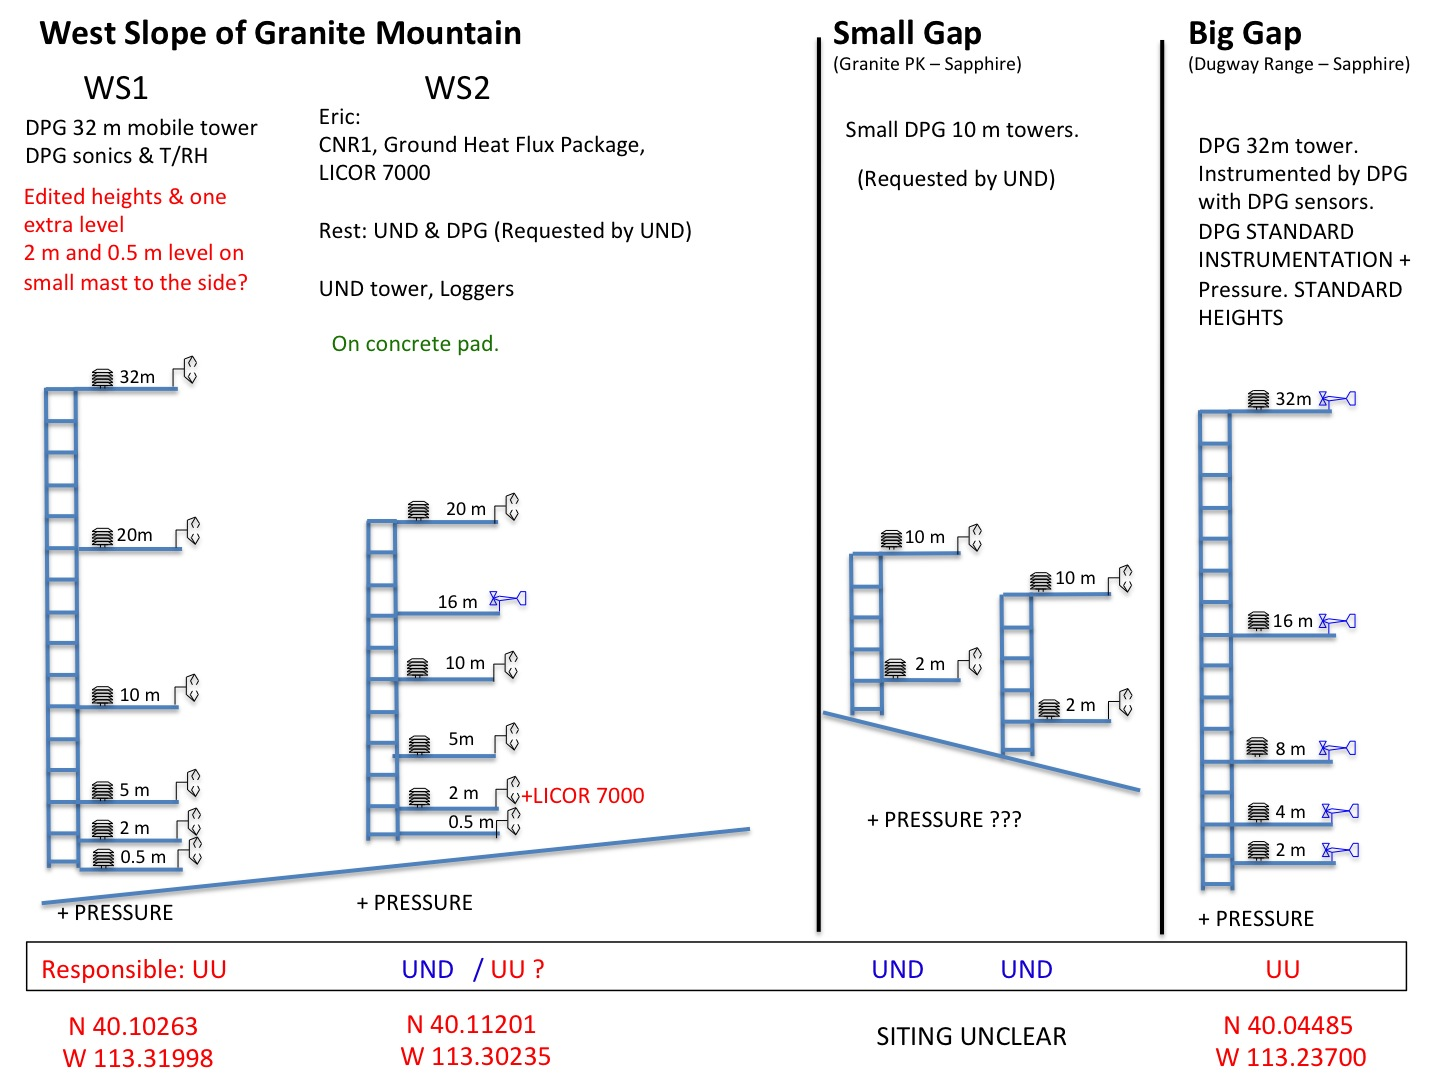 West Slope of Granite Mountain
WS1
DPG 32 m mobile tower
DPG sonics & T/RH
Edited heights & one
extra level
2 m and 0.5 m level on
small mast to the side?
32m
20m
10 m
5 m
2 m
0.5 m
+ PRESSURE
WS2
Eric:
CNR1, Ground Heat Flux Package,
LICOR 7000
Rest: UND & DPG (Requested by UND)
UND tower, Loggers
On concrete pad.
20 m
16 m
10 m
5m
2 m
+LICOR 7000
0.5 m
+ PRESSURE
Small Gap
(Granite PK – Sapphire)
Small DPG 10 m towers.
(Requested by UND)
10 m
2 m
10 m
2 m
+ PRESSURE ???
Big Gap
(Dugway Range – Sapphire)
DPG 32m tower.
Instrumented by DPG
with DPG sensors.
DPG STANDARD
INSTRUMENTATION +
Pressure. STANDARD
HEIGHTS
32m
16 m
8 m
4 m
2 m
+ PRESSURE
Responsible: UU
UND / UU ?
UND
UND
UU
N 40.10263
W 113.31998
N 40.11201
W 113.30235
SITING UNCLEAR
N 40.04485
W 113.23700